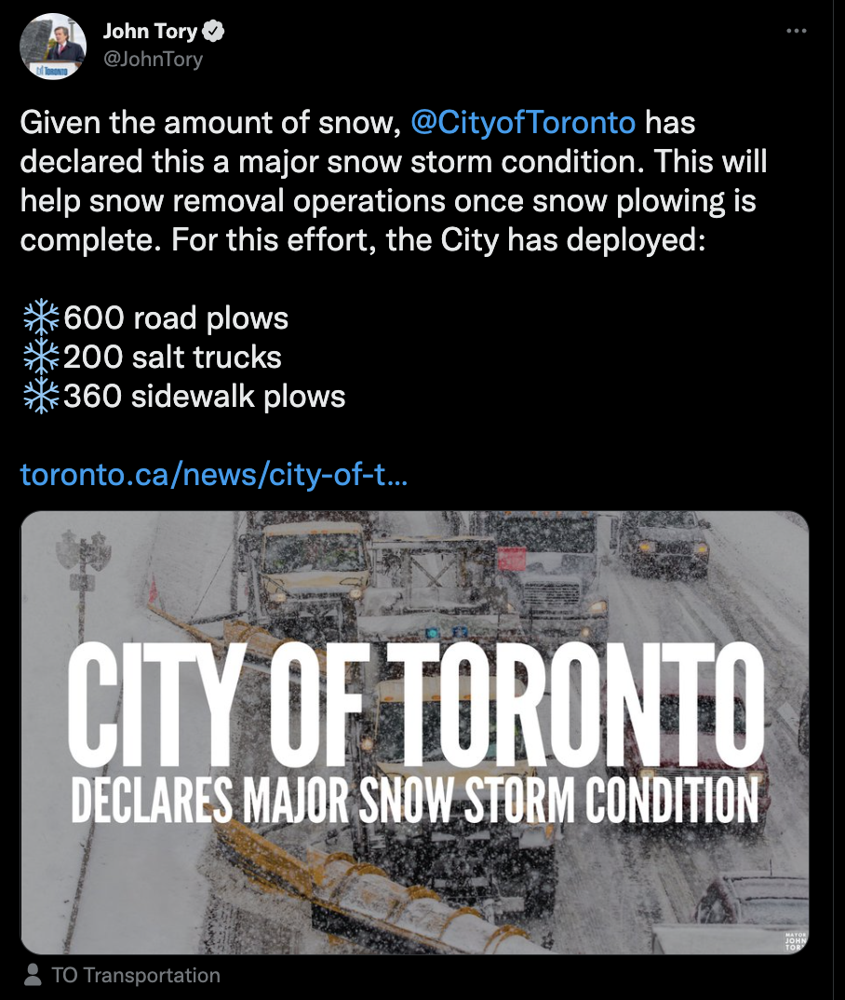 John Tory
@JohnTory
Given the amount of snow, @CityofToronto has
declared this a major snow storm condition. This will
help snow removal operations once snow plowing is
complete. For this effort, the City has deployed:
❄️600 road plows
❄️200 salt trucks
❄️360 sidewalk plows
toronto.ca/news/city-of-t...
CITY OF TORONTO
DECLARES MAJOR SNOW STORM CONDITION
MAYOR
JOHN
TORY
TO Transportation